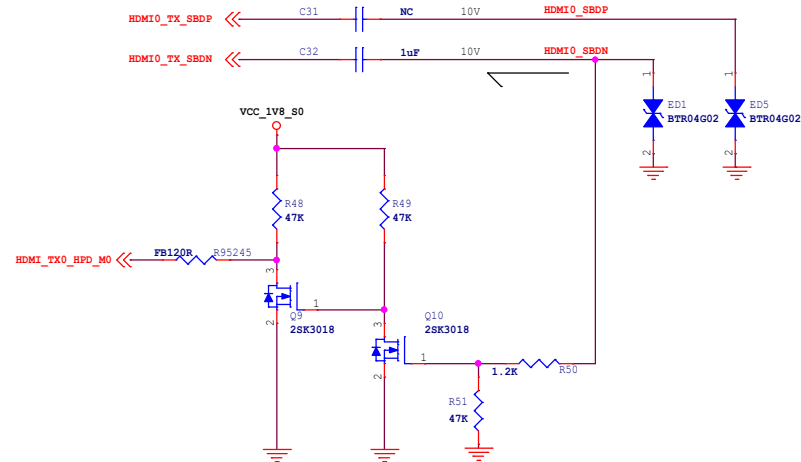 HDMI0_TX_SBDP C31 NC 10V HDMI0_SBDP
HDMI0_TX_SBDN C32 1uF 10V HDMI0_SBDN
1 1
ED1 ED5
BTR04G02 BTR04G02
2 2
VCC_1V8_S0
R48 R49
47K 47K
HDMI_TX0_HPD_M0 FB120R R95245
3
1
Q9
2SK3018
2
Q10
2SK3018
3
1
2
1.2K R50
R51
47K